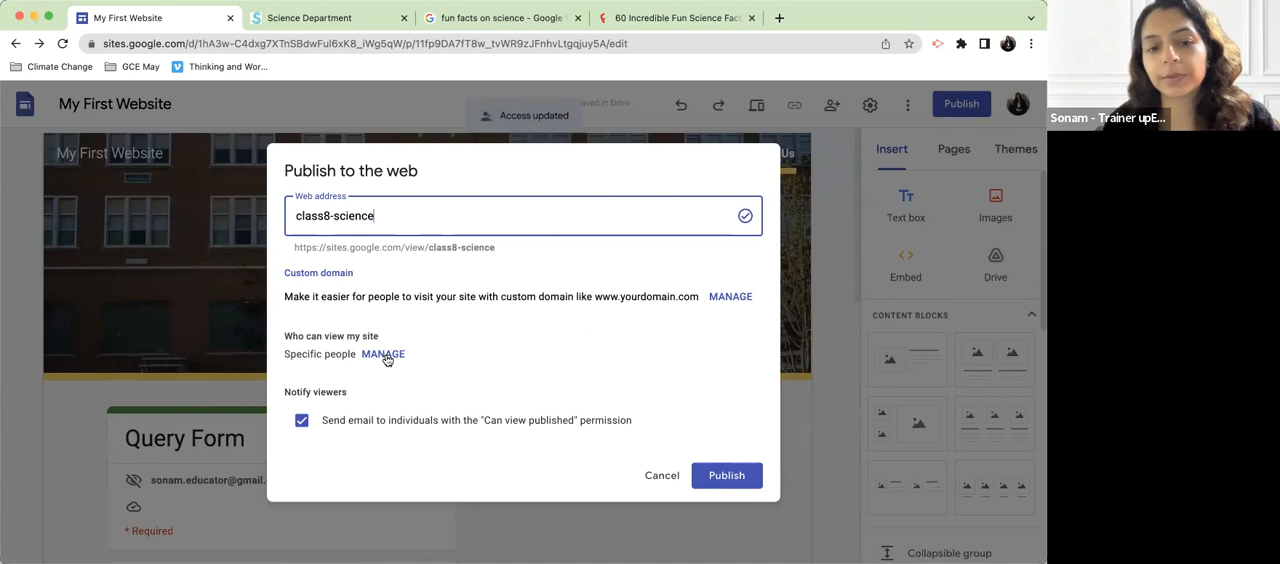 My First Website
Science Department
fun facts on science - Google S
60 Incredible Fun Science Fact
sites.google.com/d/1hA3w-C4dxg7XTnSBdwFul6xK8_iWg5qW/p/11fp9DA7fT8w_tvWR9zJFnhvLtgqjuy5A/edit
Climate Change
GCE May
Thinking and Wor...
My First Website
Access updated
saved in Drive
Publish
Sonam - Trainer upE...
My First Website
Us
Insert
Pages
Themes
Publish to the web
Web address
class8-science
https://sites.google.com/view/class8-science
Custom domain
Make it easier for people to visit your site with custom domain like www.yourdomain.com MANAGE
Who can view my site
Specific people MANAGE
Notify viewers
Send email to individuals with the "Can view published" permission
Cancel
Publish
Query Form
sonam.educator@gmail.
* Required
Text box
Images
Embed
Drive
CONTENT BLOCKS
Collapsible group